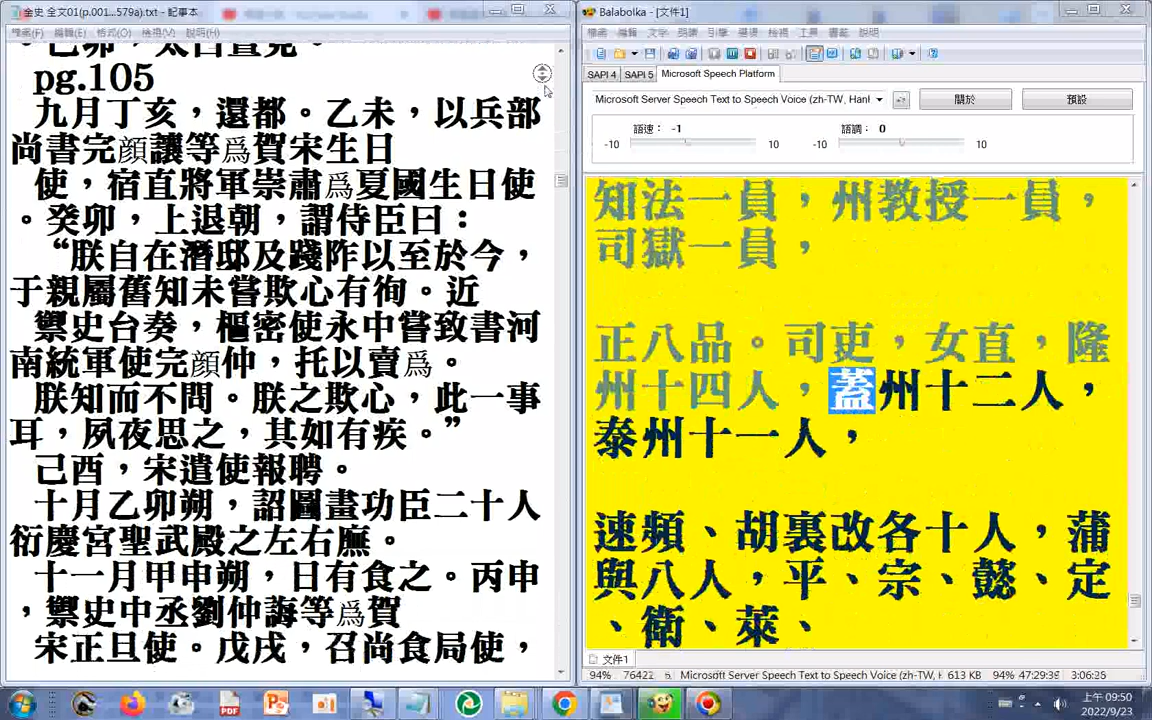 金史 全文01(p.001...579a).txt - 記事本
檔案(F) 編輯(E) 格式(O) 檢視(V) 說明(H)
。己卯，太白晝見。
pg.105
九月丁亥，還都。乙未，以兵部
尚書完顔讓等爲賀宋生日
使，宿直將軍崇肅爲夏國生日使
。癸卯，上退朝，謂侍臣曰：
“朕自在潛邸及踐阼以至於今，
于親屬舊知未嘗欺心有徇。近
禦史台奏，樞密使永中嘗致書河
南統軍使完顔仲，托以賣爲。
朕知而不問。朕之欺心，此一事
耳，夙夜思之，其如有疾。”
己酉，宋遣使報聘。
十月乙卯朔，詔圖畫功臣二十人
衍慶宮聖武殿之左右廡。
十一月甲申朔，日有食之。丙申
，禦史中丞劉仲誨等爲賀
宋正旦使。戊戌，召尚食局使，
Balabolka - [文件1]
檔案 編輯 文字 朗讀 引擎 選項 檢視 工具 書籤 說明
SAPI 4 SAPI 5 Microsoft Speech Platform
Microsoft Server Speech Text to Speech Voice (zh-TW, Hanl
關於 預設
語速： -1 語調： 0
-10 10 -10 10
知法一員，州教授一員，
司獄一員，
正八品。司吏，女直，隆
州十四人，蓋州十二人，
泰州十一人，
速頻、胡裏改各十人，蒲
與八人，平、宗、懿、定
、衛、萊、
文件1
94% 76422 Microsoft Server Speech Text to Speech Voice (zh-TW, H 613 KB 94% 47:29:39 3:06:35
PDF
上午 09:50
2022/9/23